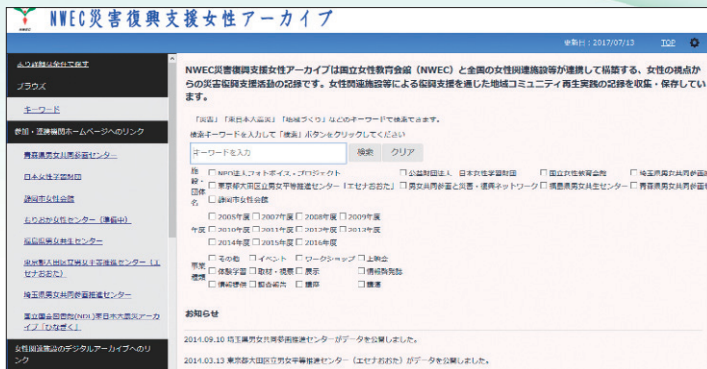 NWEC災害復興支援女性アーカイブ
更新日：2017/07/13 TOP
より詳細な条件で探す
ブラウズ
キーワード
参加・連携機関ホームページへのリンク
青森県男女共同参画センター
日本女性学習財団
静岡市女性会館
もりおか女性センター（準備中）
福島県男女共生センター
東京都大田区立男女平等推進センター（エセナおおた）
埼玉県男女共同参画推進センター
国立国会図書館(NDL)東日本大震災アーカイブ「ひなぎく」
女性関連施設のデジタルアーカイブへのリンク
NWEC災害復興支援女性アーカイブは国立女性教育会館（NWEC）と全国の女性関連施設等が連携して構築する、女性の視点か
らの災害復興支援活動の記録です。女性関連施設等による復興支援を通じた地域コミュニティ再生実践の記録を収集・保存してい
ます。
「災害」「東日本大震災」「地域づくり」などのキーワードで検索できます。
検索キーワードを入力して「検索」ボタンをクリックしてください
キーワードを入力 検索 クリア
施設・団体名
NPO法人フォトボイス・プロジェクト 公益財団法人 日本女性学習財団 国立女性教育会館 埼玉県男女共同参画
東京都大田区立男女平等推進センター「エセナおおた」 男女共同参画と災害・復興ネットワーク 福島県男女共生センター 青森県男女共同参画
静岡市女性会館
年度
2006年度 2007年度 2008年度 2009年度
2010年度 2011年度 2012年度 2013年度
2014年度 2015年度 2016年度
事業種類
その他 イベント ワークショップ 上映会
体験学習 取材・視察 展示 情報発信
情報提供 調査報告 講座 講演
お知らせ
2014.09.10 埼玉県男女共同参画推進センターがデータを公開しました。
2014.03.13 東京都大田区立男女平等推進センター（エセナおおた）がデータを公開しました。